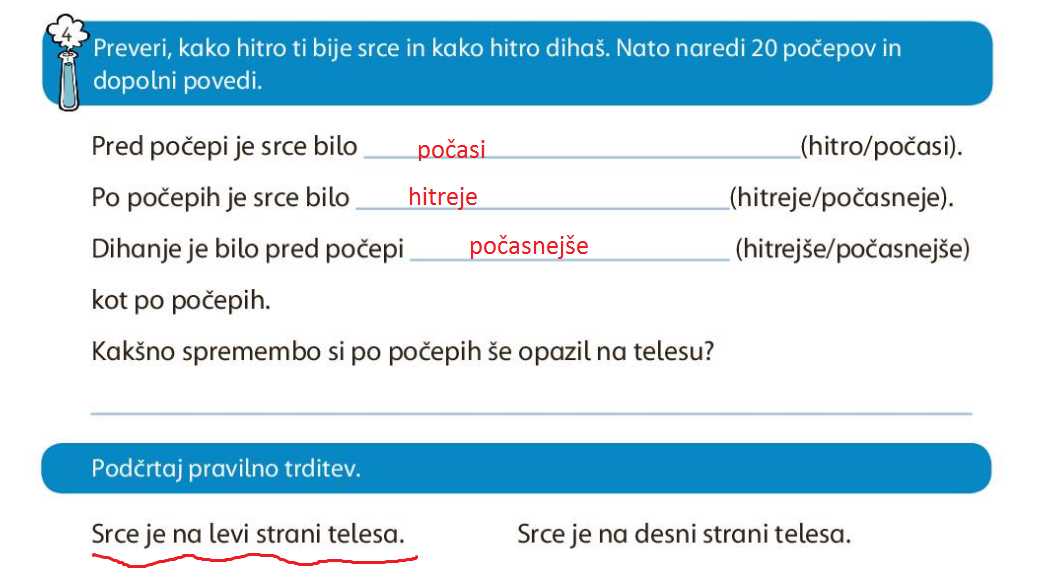 4
Preveri, kako hitro ti bije srce in kako hitro dihaš. Nato naredi 20 počepov in
dopolni povedi.
Pred počepi je srce bilo počasi (hitro/počasi).
Po počepih je srce bilo hitreje (hitreje/počasneje).
Dihanje je bilo pred počepi počasnejše (hitrejše/počasnejše)
kot po počepih.
Kakšno spremembo si po počepih še opazil na telesu?
Podčrtaj pravilno trditev.
Srce je na levi strani telesa. Srce je na desni strani telesa.